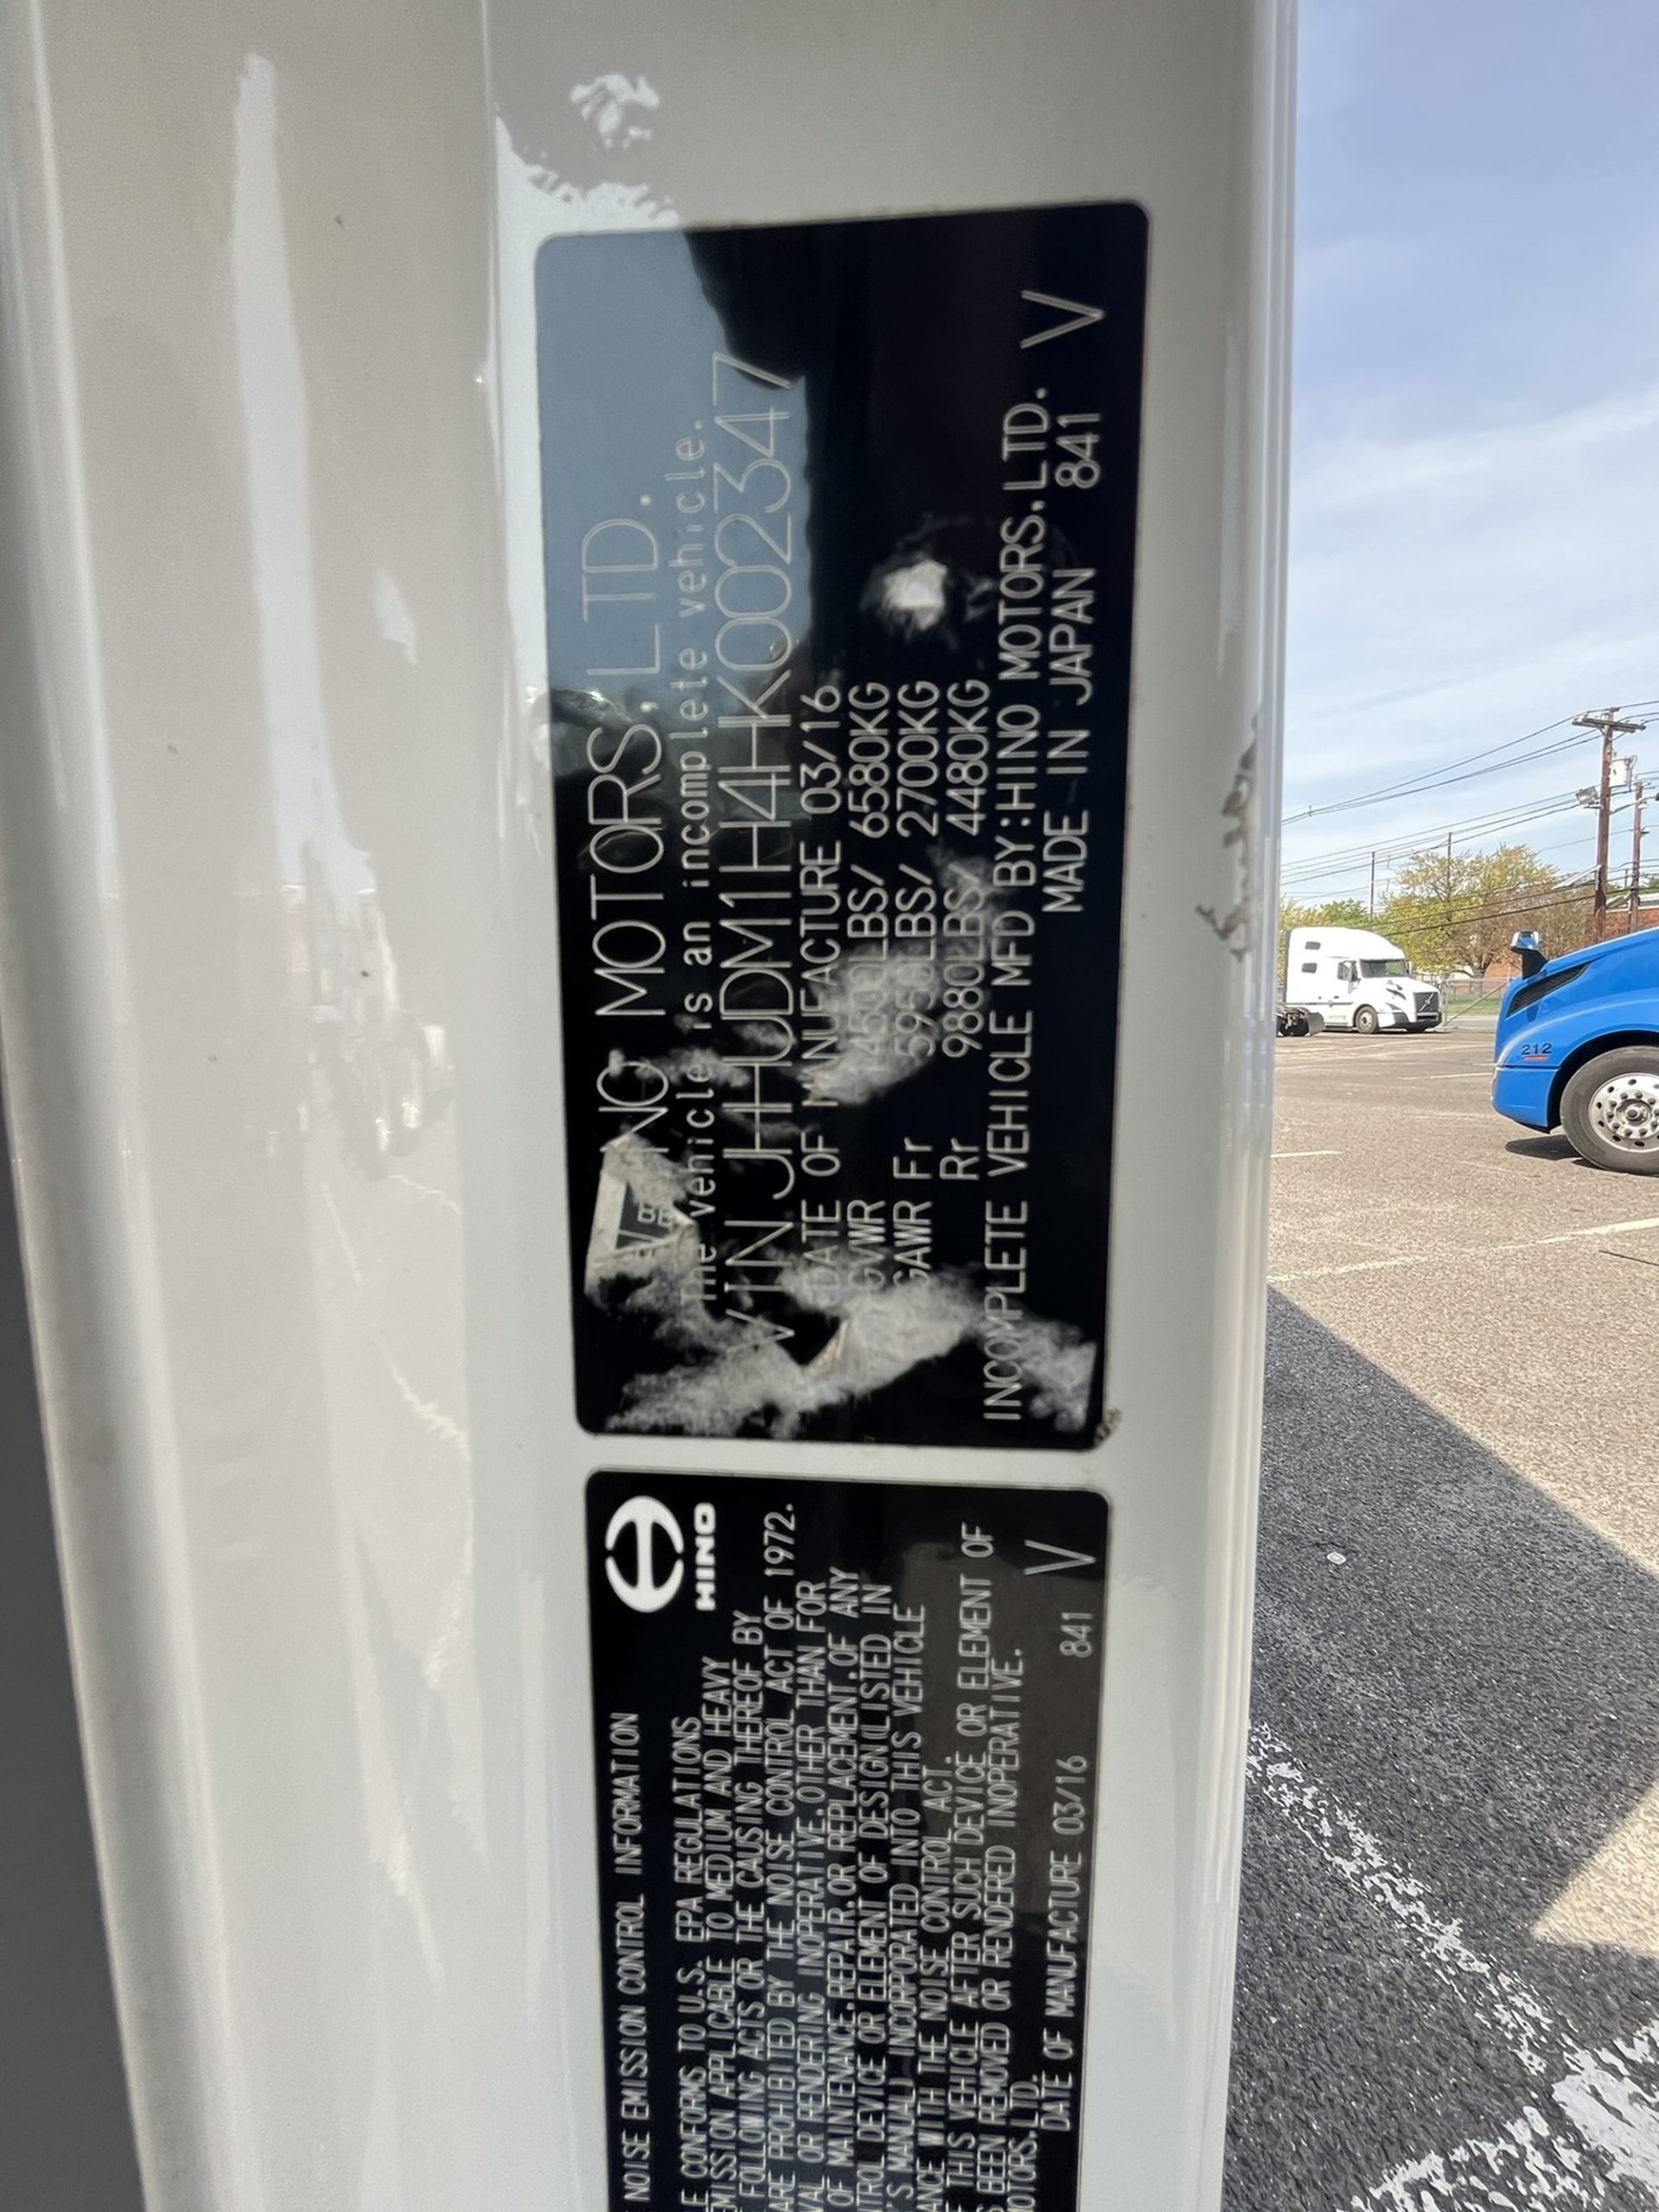 HINO MOTORS,LTD.
The vehicle is an incomplete vehicle.
VIN JHHUDM1H4HK002347
DATE OF MANUFACTURE 03/16
GVWR 14502LBS/ 6580KG
GAWR Fr 5950LBS/ 2700KG
Rr 9880LBS/ 4480KG
INCOMPLETE VEHICLE MFD BY:HINO MOTORS.LTD.
MADE IN JAPAN 841 V
HINO
NOISE EMISSION CONTROL INFORMATION
CONFORMS TO U.S. EPA REGULATIONS
APPLICABLE TO MEDIUM AND HEAVY
FOLLOWING ACTS OR THE CAUSING THEREOF BY
ARE PROHIBITED BY THE NOISE CONTROL ACT OF 1972.
OR RENDERING INOPERATIVE.OTHER THAN FOR
OF MAINTENANCE.REPAIR.OR REPLACEMENT.OF ANY
DEVICE OR ELEMENT OF DESIGN(LISTED IN
MANUAL) INCORPORATED INTO THIS VEHICLE
WITH THE NOISE CONTROL ACT.
THIS VEHICLE AFTER SUCH DEVICE OR ELEMENT OF
BEEN REMOVED OR RENDERED INOPERATIVE.
MOTORS.LTD.
DATE OF MANUFACTURE 03/16 841 V
212